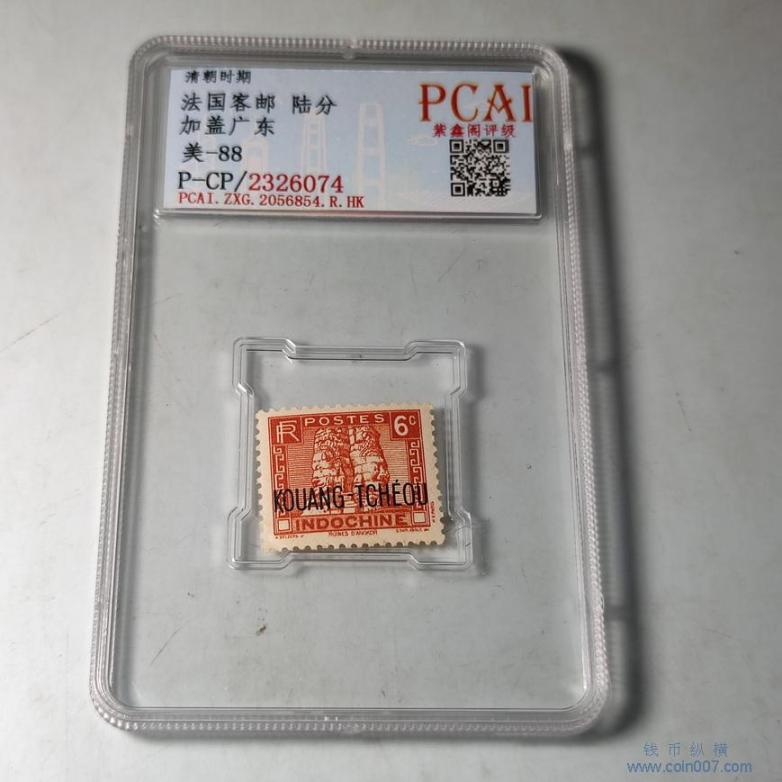 清朝时期
法国客邮 陆分
加盖广东
美-88
P-CP/2326074
PCAI.ZXG.2056854.R.HK
PCAI
紫鑫阁评级
RF POSTES 6c
KOUANG-TCHÉOU
INDOCHINE
RUINES D'ANGKOR
钱币纵横
www.coin007.com